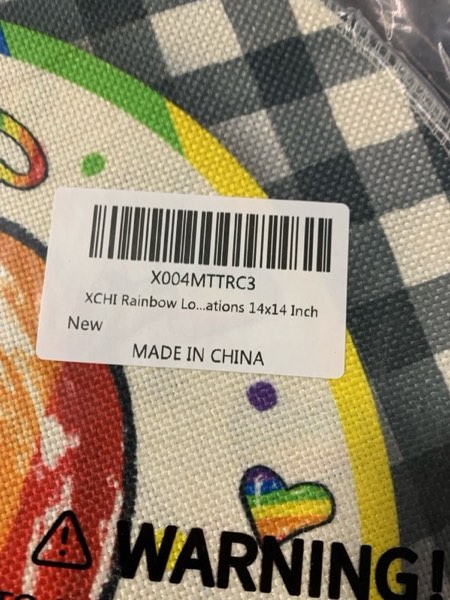 X004MTTRC3
XCHI Rainbow Lo...ations 14x14 Inch
New
MADE IN CHINA
WARNING!